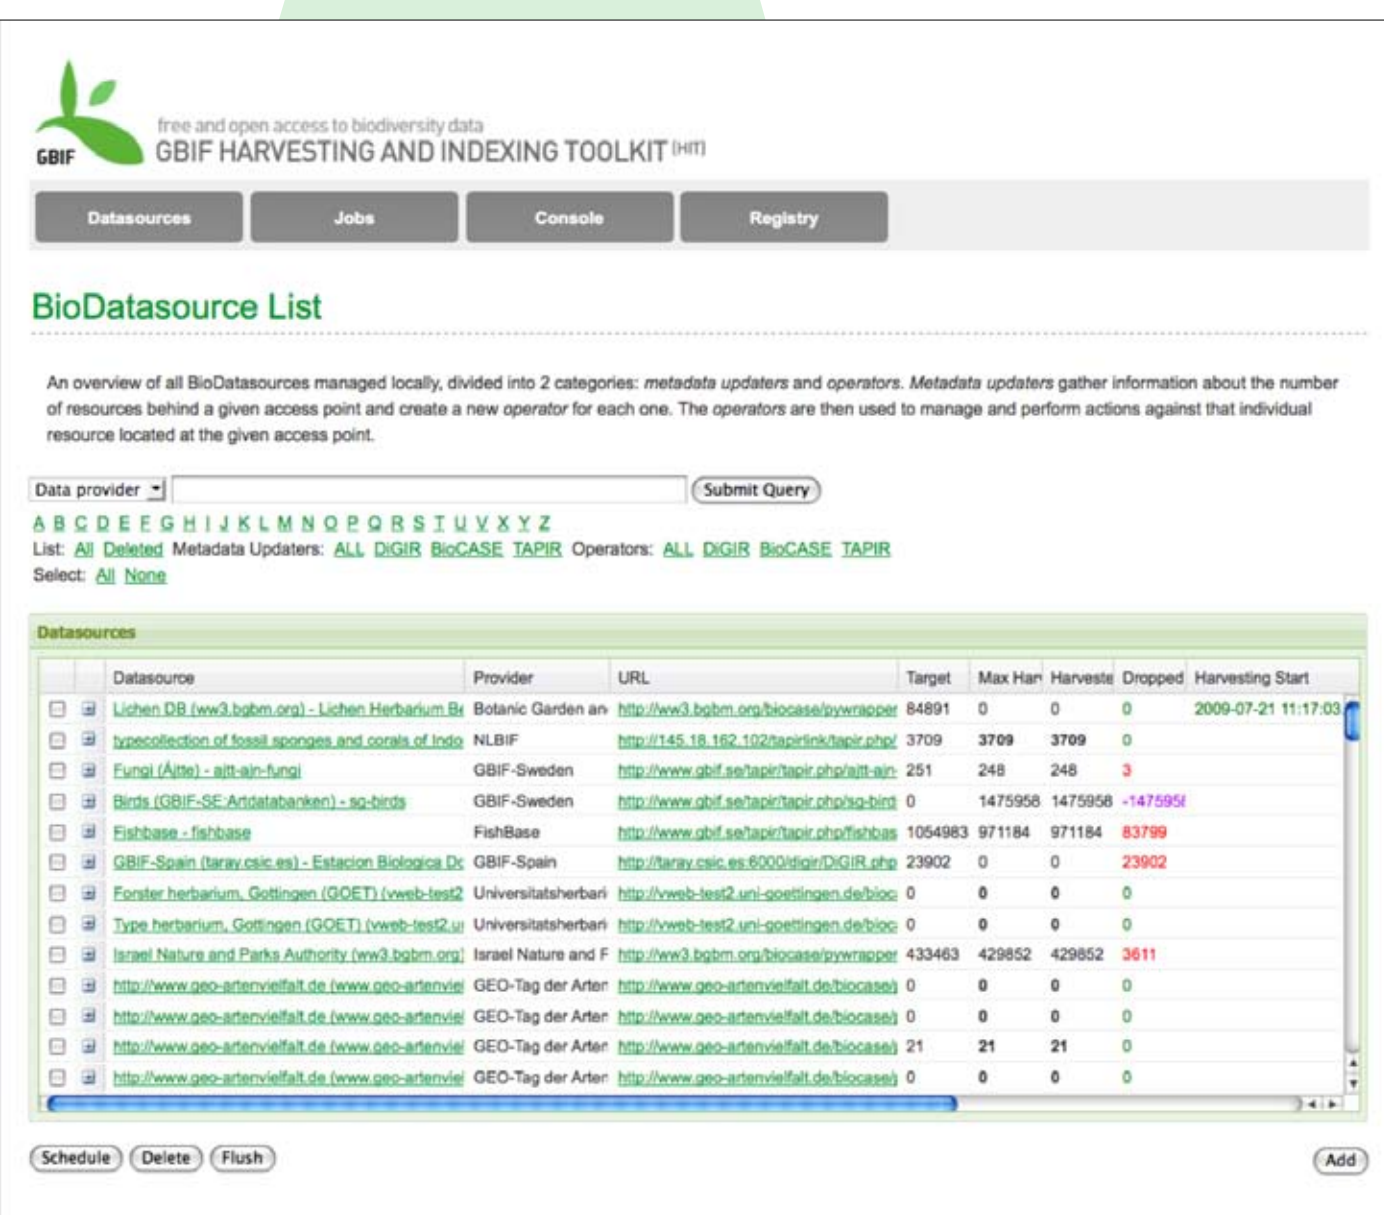 free and open access to biodiversity data
GBIF GBIF HARVESTING AND INDEXING TOOLKIT [HIT]
Datasources Jobs Console Registry
BioDatasource List
An overview of all BioDatasources managed locally, divided into 2 categories: metadata updaters and operators. Metadata updaters gather information about the number
of resources behind a given access point and create a new operator for each one. The operators are then used to manage and perform actions against that individual
resource located at the given access point.
Data provider Submit Query
A B C D E F G H I J K L M N O P Q R S T U V X Y Z
List: All Deleted Metadata Updaters: ALL DiGIR BioCASE TAPIR Operators: ALL DiGIR BioCASE TAPIR
Select: All None
Datasources
Datasource Provider URL Target Max Har Harveste Dropped Harvesting Start
Lichen DB (ww3.bgbm.org) - Lichen Herbarium Be Botanic Garden an http://ww3.bgbm.org/biocase/pywrapper 84891 0 0 0 2009-07-21 11:17:03.
typecollection of fossil sponges and corals of Indo NLBIF http://145.18.162.102/tapirlink/tapir.php/ 3709 3709 3709 0
Fungi (Ájtte) - ajtt-ajn-fungi GBIF-Sweden http://www.gbif.se/tapir/tapir.php/ajtt-ajn- 251 248 248 3
Birds (GBIF-SE:Artdatabanken) - sg-birds GBIF-Sweden http://www.gbif.se/tapir/tapir.php/sg-bird 0 1475958 1475958 -1475958
Fishbase - fishbase FishBase http://www.gbif.se/tapir/tapir.php/fishbas 1054983 971184 971184 83799
GBIF-Spain (taray.csic.es) - Estacion Biologica Dc GBIF-Spain http://taray.csic.es:6000/digir/DiGIR.php 23902 0 0 23902
Forster herbarium, Gottingen (GOET) (vweb-test2 Universitatsherbari http://vweb-test2.uni-goettingen.de/bioc 0 0 0 0
Type herbarium, Gottingen (GOET) (vweb-test2.u Universitatsherbari http://vweb-test2.uni-goettingen.de/bioc 0 0 0 0
Israel Nature and Parks Authority (ww3.bgbm.org) Israel Nature and F http://ww3.bgbm.org/biocase/pywrapper 433463 429852 429852 3611
http://www.geo-artenvielfalt.de (www.geo-artenviel GEO-Tag der Arten http://www.geo-artenvielfalt.de/biocase/ 0 0 0 0
http://www.geo-artenvielfalt.de (www.geo-artenviel GEO-Tag der Arten http://www.geo-artenvielfalt.de/biocase/ 0 0 0 0
http://www.geo-artenvielfalt.de (www.geo-artenviel GEO-Tag der Arten http://www.geo-artenvielfalt.de/biocase/ 21 21 21 0
http://www.geo-artenvielfalt.de (www.geo-artenviel GEO-Tag der Arten http://www.geo-artenvielfalt.de/biocase/ 0 0 0 0
Schedule Delete Flush Add